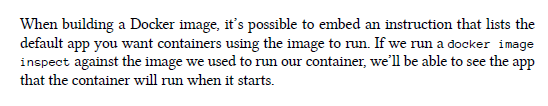 When building a Docker image, it’s possible to embed an instruction that lists the
default app you want containers using the image to run. If we run a docker image
inspect against the image we used to run our container, we’ll be able to see the app
that the container will run when it starts.